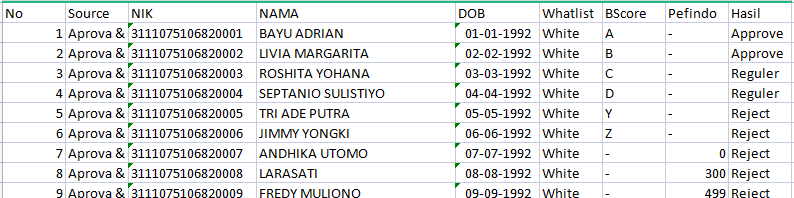 No Source NIK NAMA DOB Whatlist BScore Pefindo Hasil
1 Aprova & 3111075106820001 BAYU ADRIAN 01-01-1992 White A - Approve
2 Aprova & 3111075106820002 LIVIA MARGARITA 02-02-1992 White B - Approve
3 Aprova & 3111075106820003 ROSHITA YOHANA 03-03-1992 White C - Reguler
4 Aprova & 3111075106820004 SEPTANIO SULISTIYO 04-04-1992 White D - Reguler
5 Aprova & 3111075106820005 TRI ADE PUTRA 05-05-1992 White Y - Reject
6 Aprova & 3111075106820006 JIMMY YONGKI 06-06-1992 White Z - Reject
7 Aprova & 3111075106820007 ANDHIKA UTOMO 07-07-1992 White - 0 Reject
8 Aprova & 3111075106820008 LARASATI 08-08-1992 White - 300 Reject
9 Aprova & 3111075106820009 FREDY MULIONO 09-09-1992 White - 499 Reject